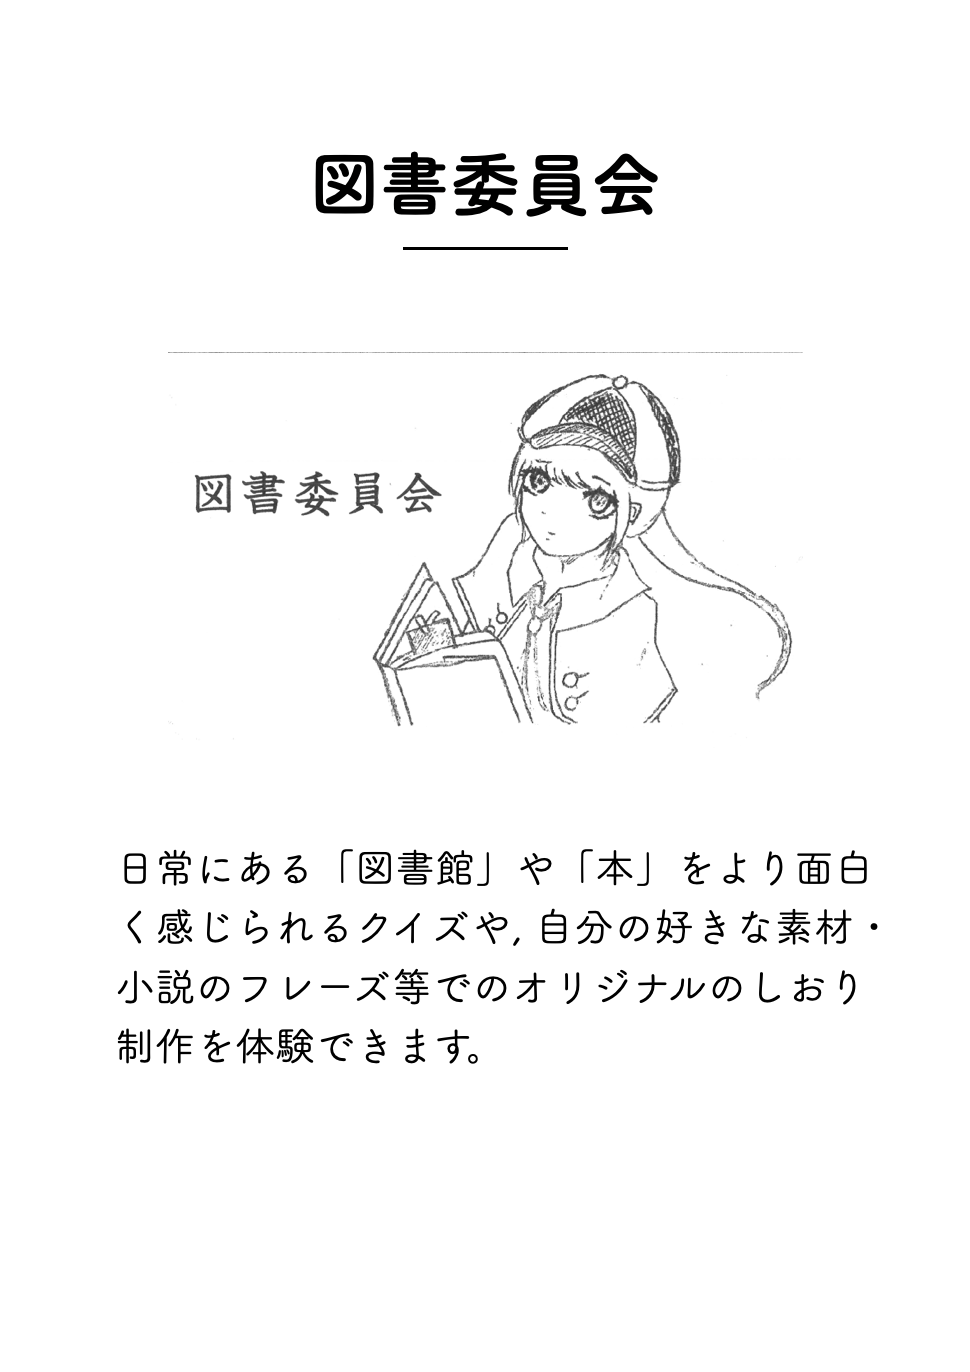 図書委員会
図書委員会
日常にある「図書館」や「本」をより面白
く感じられるクイズや, 自分の好きな素材・
小説のフレーズ等でのオリジナルのしおり
制作を体験できます。